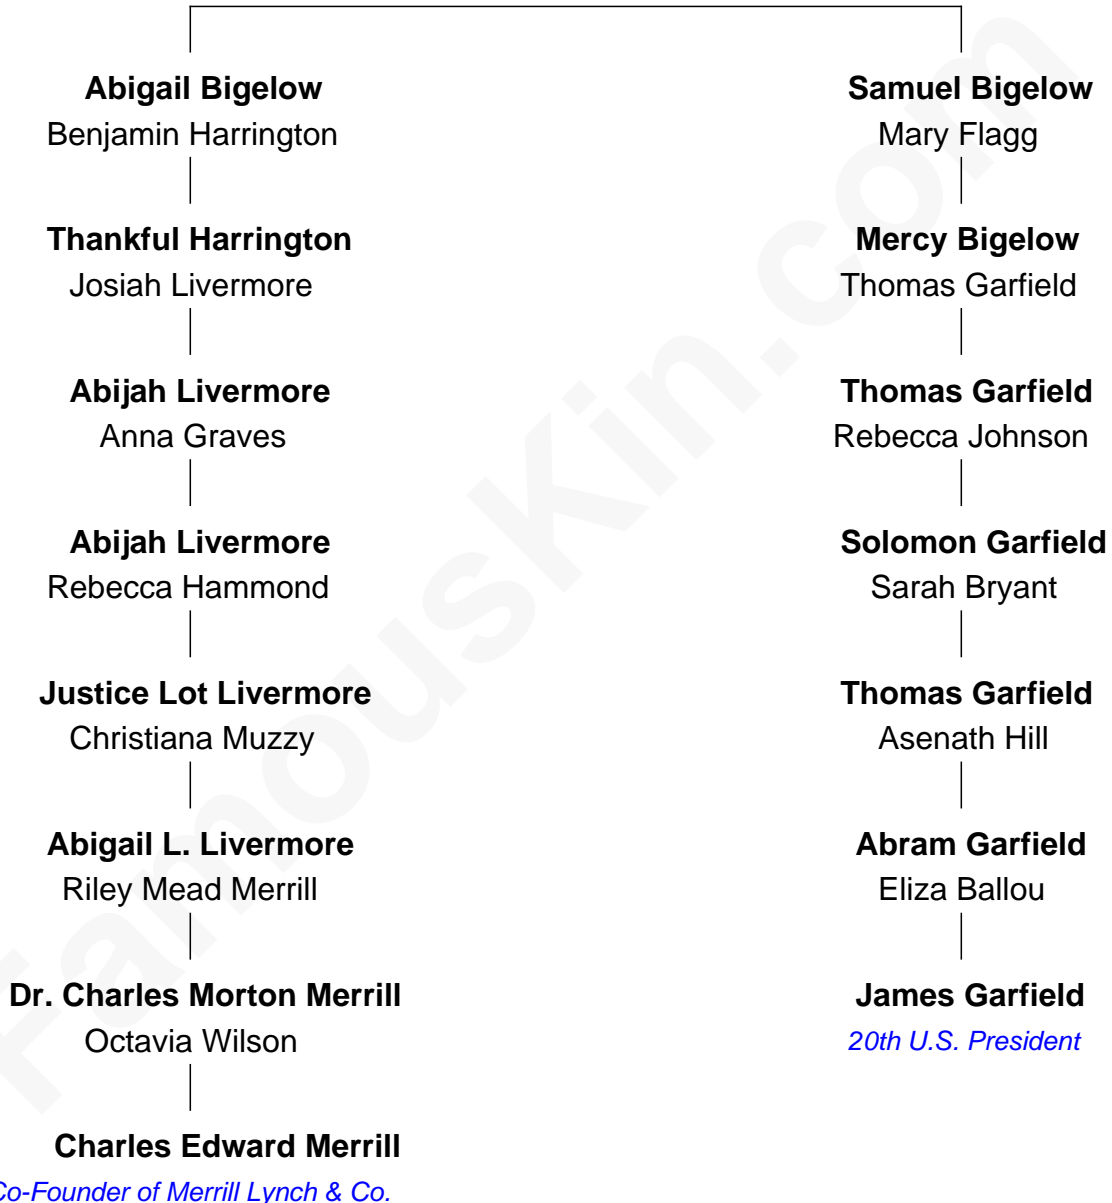 Abigail Bigelow
Benjamin Harrington
Samuel Bigelow
Mary Flagg
Thankful Harrington
Josiah Livermore
Mercy Bigelow
Thomas Garfield
Abijah Livermore
Anna Graves
Thomas Garfield
Rebecca Johnson
Abijah Livermore
Rebecca Hammond
Solomon Garfield
Sarah Bryant
Justice Lot Livermore
Christiana Muzzy
Thomas Garfield
Asenath Hill
Abigail L. Livermore
Riley Mead Merrill
Abram Garfield
Eliza Ballou
Dr. Charles Morton Merrill
Octavia Wilson
James Garfield
20th U.S. President
Charles Edward Merrill
Co-Founder of Merrill Lynch & Co.
FamousKin.com